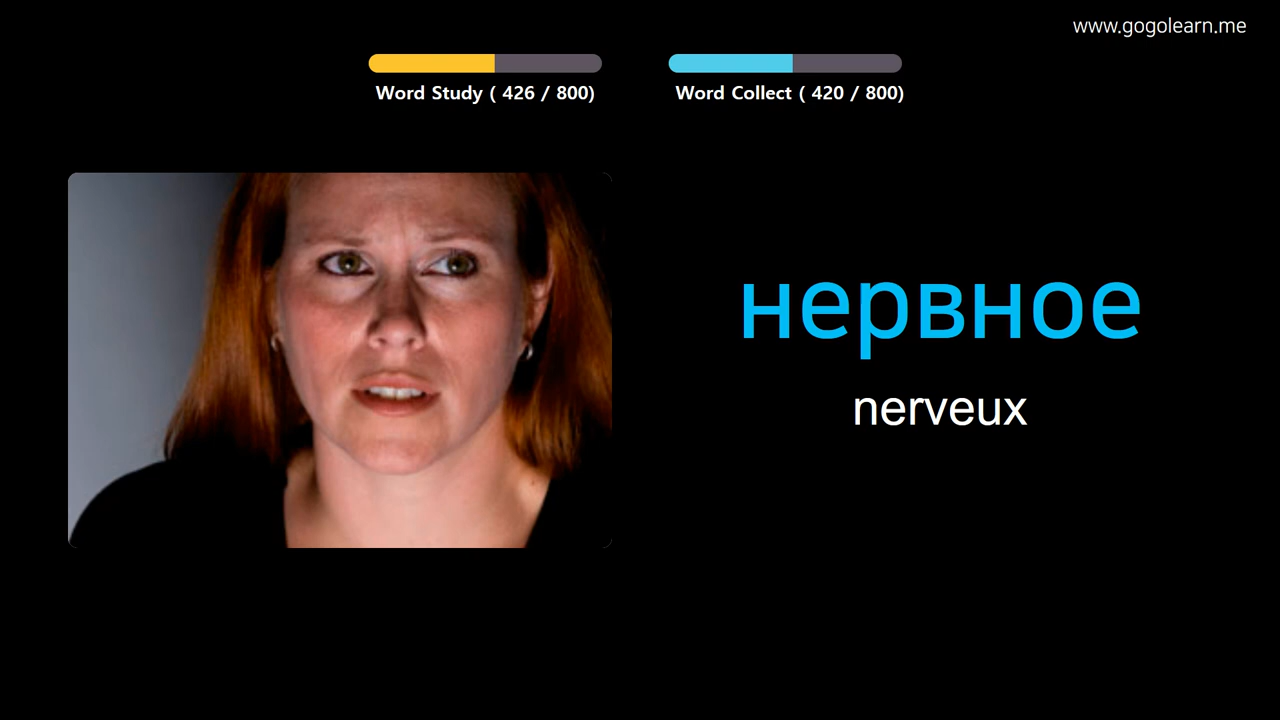 www.gogolearn.me
Word Study ( 426 / 800)
Word Collect ( 420 / 800)
нервное
nerveux